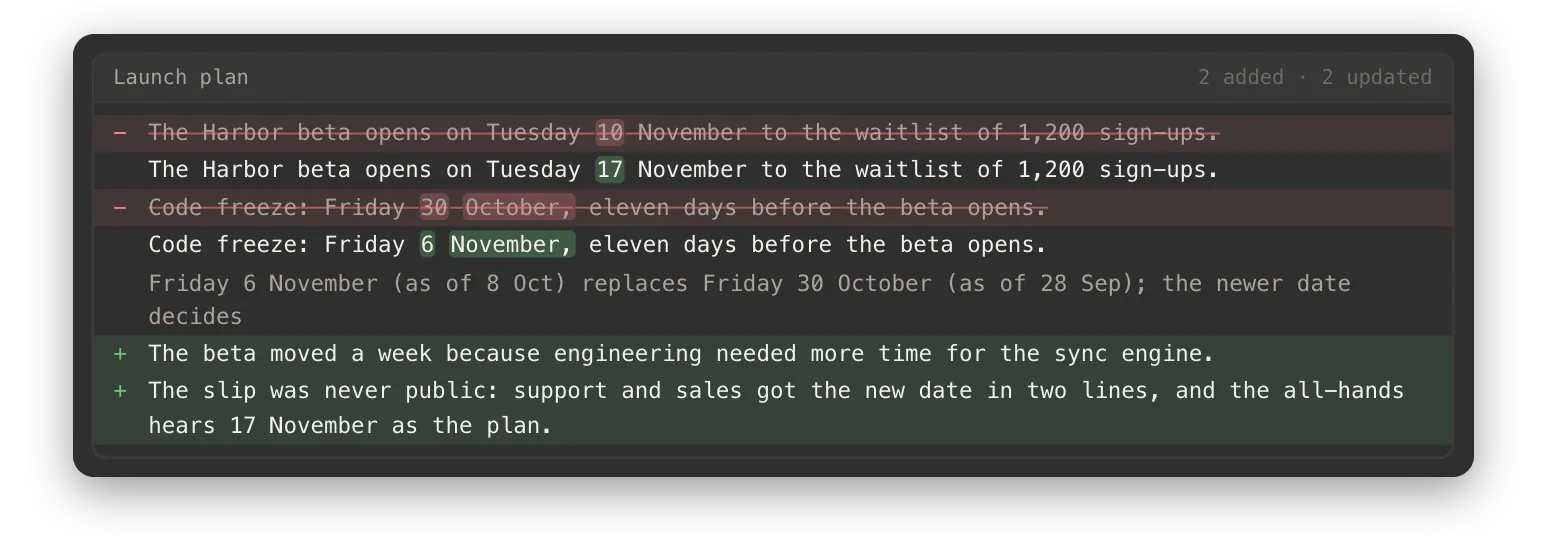 Launch plan
2 added · 2 updated
− The Harbor beta opens on Tuesday 10 November to the waitlist of 1,200 sign-ups.
The Harbor beta opens on Tuesday 17 November to the waitlist of 1,200 sign-ups.
− Code freeze: Friday 30 October, eleven days before the beta opens.
Code freeze: Friday 6 November, eleven days before the beta opens.
Friday 6 November (as of 8 Oct) replaces Friday 30 October (as of 28 Sep); the newer date
decides
+ The beta moved a week because engineering needed more time for the sync engine.
+ The slip was never public: support and sales got the new date in two lines, and the all-hands
hears 17 November as the plan.